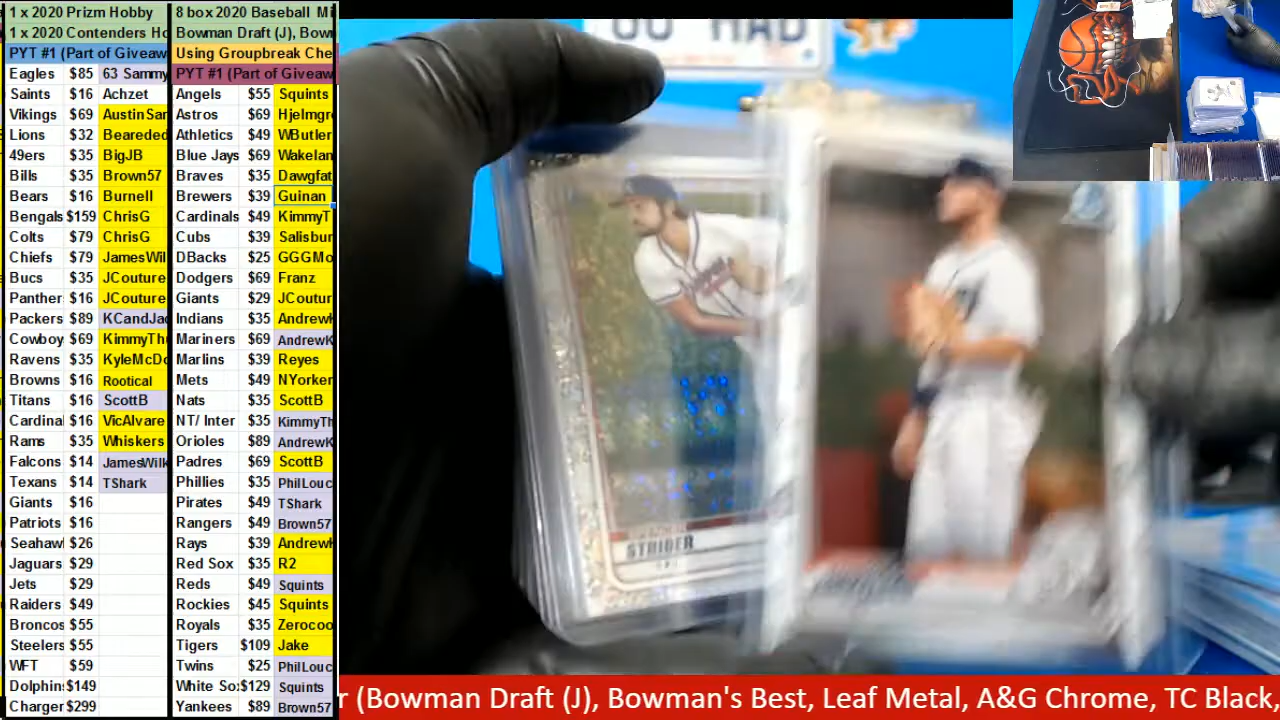 1 x 2020 Prizm Hobby
1 x 2020 Contenders Ho
PYT #1 (Part of Giveaw
Eagles $85 63 Sammy
Saints $16 Achzet
Vikings $69 AustinSar
Lions $32 Beareded
49ers $35 BigJB
Bills $35 Brown57
Bears $16 Burnell
Bengals $159 ChrisG
Colts $79 ChrisG
Chiefs $79 JamesWil
Bucs $35 JCouture
Panther $16 JCouture
Packers $89 KCandJac
Cowboy $69 KimmyTh
Ravens $35 KyleMcDo
Browns $16 Rootical
Titans $16 ScottB
Cardina $16 VicAlvare
Rams $35 Whiskers
Falcons $14 JamesWilk
Texans $14 TShark
Giants $16
Patriots $16
Seahaw $26
Jaguars $29
Jets $29
Raiders $49
Broncos $55
Steelers $55
WFT $59
Dolphin $149
Charger $299
8 box 2020 Baseball Mi
Bowman Draft (J), Bow
Using Groupbreak Che
PYT #1 (Part of Giveaw
Angels $55 Squints
Astros $69 Hjelmgr
Athletics $49 WButler
Blue Jays $69 Wakelan
Braves $35 Dawgfat
Brewers $39 Guinan
Cardinals $49 KimmyT
Cubs $39 Salisbur
DBacks $25 GGGMo
Dodgers $69 Franz
Giants $29 JCoutur
Indians $35 AndrewK
Mariners $69 AndrewK
Marlins $39 Reyes
Mets $49 NYorker
Nats $35 ScottB
NT/ Inter $35 KimmyTh
Orioles $89 AndrewK
Padres $69 ScottB
Phillies $35 PhilLouc
Pirates $49 TShark
Rangers $49 Brown57
Rays $39 AndrewK
Red Sox $35 R2
Reds $49 Squints
Rockies $45 Squints
Royals $35 Zerocoo
Tigers $109 Jake
Twins $25 PhilLouc
White So: $129 Squints
Yankees $89 Brown57
STRIDER
r (Bowman Draft (J), Bowman's Best, Leaf Metal, A&G Chrome, TC Black,